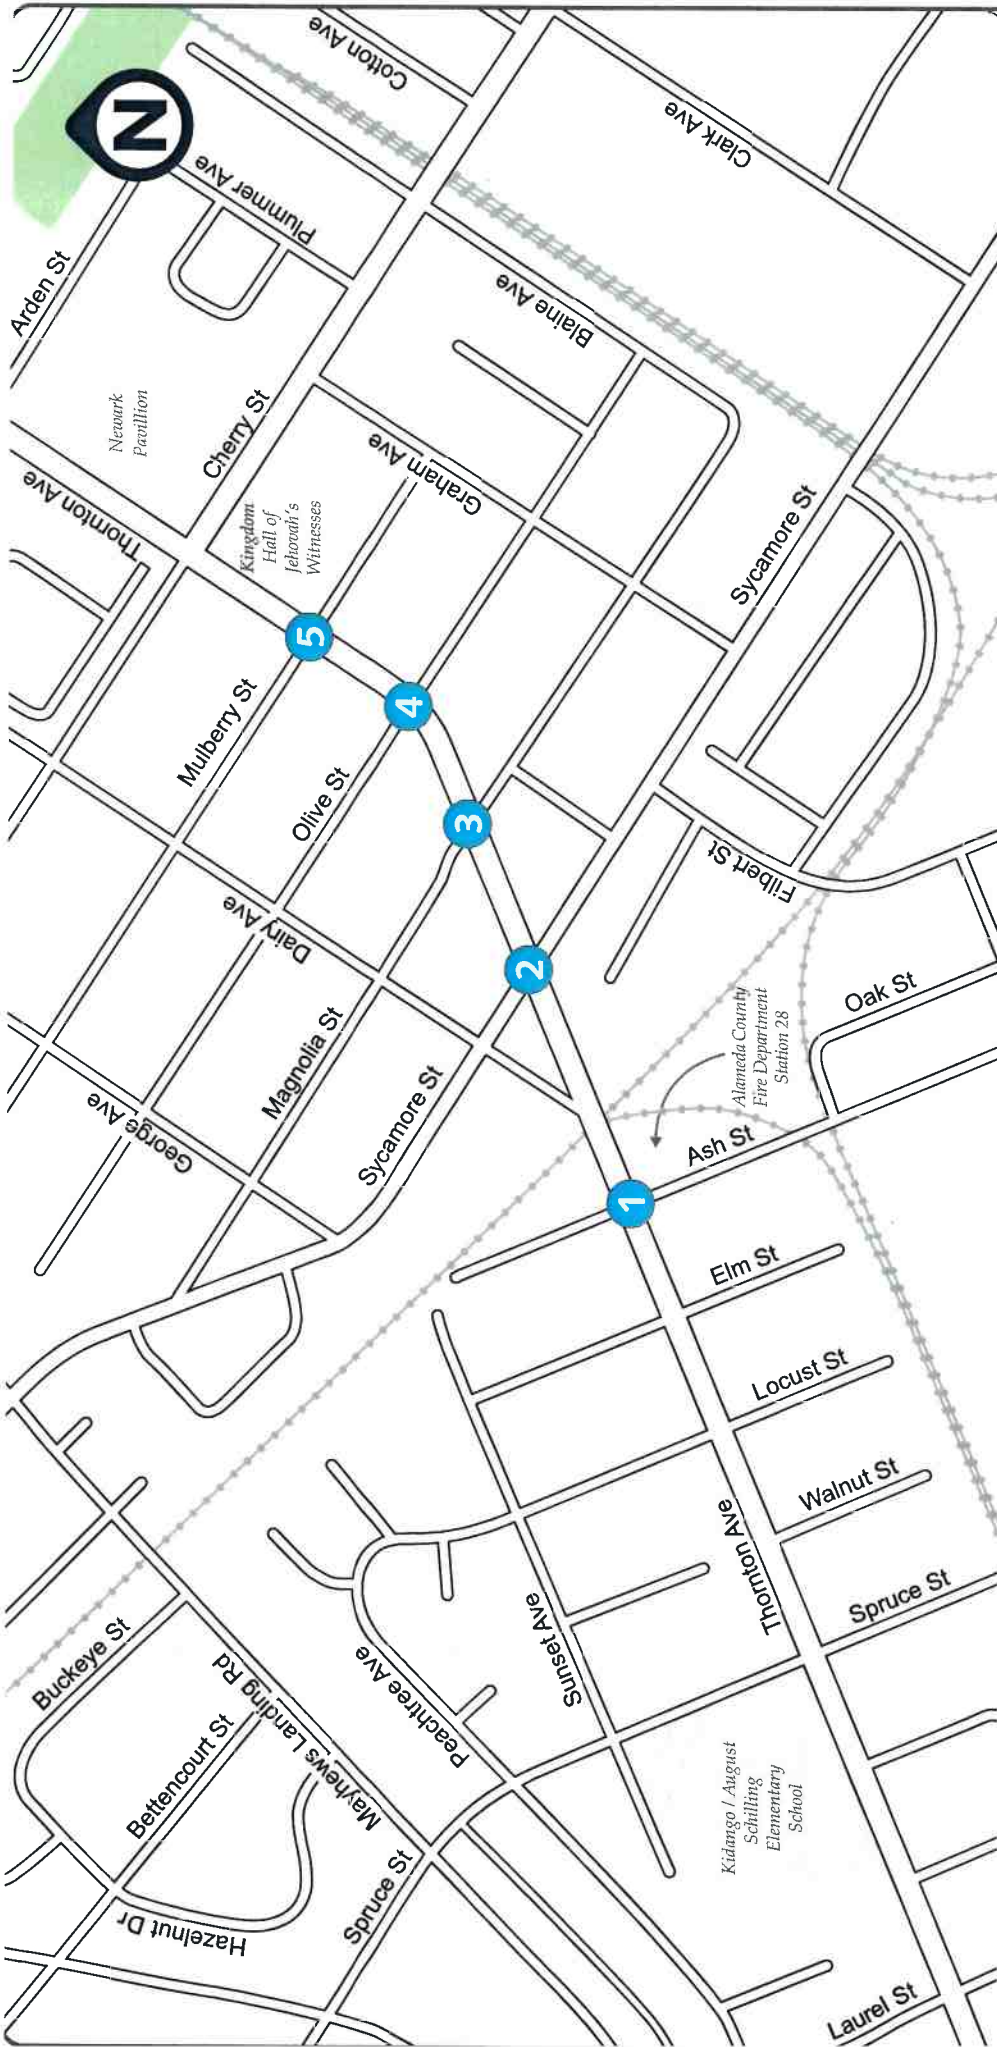 N
Arden St
Plummer Ave
Cotton Ave
Clark Ave
Newark
Pavillion
Cherry St
Blaine Ave
Thornton Ave
Kingdom
Hall of
Jehovah's
Witnesses
Graham Ave
Sycamore St
5
Mulberry St
4
Olive St
3
Filbert St
Dairy Ave
2
Magnolia St
Alameda County
Fire Department
Station 28
Oak St
George Ave
Sycamore St
Ash St
1
Elm St
Locust St
Walnut St
Thornton Ave
Spruce St
Buckeye St
Mayhews Landing Rd
Peachtree Ave
Sunset Ave
Bettencourt St
Kidango / August
Schilling
Elementary
School
Hazelnut Dr
Spruce St
Laurel St